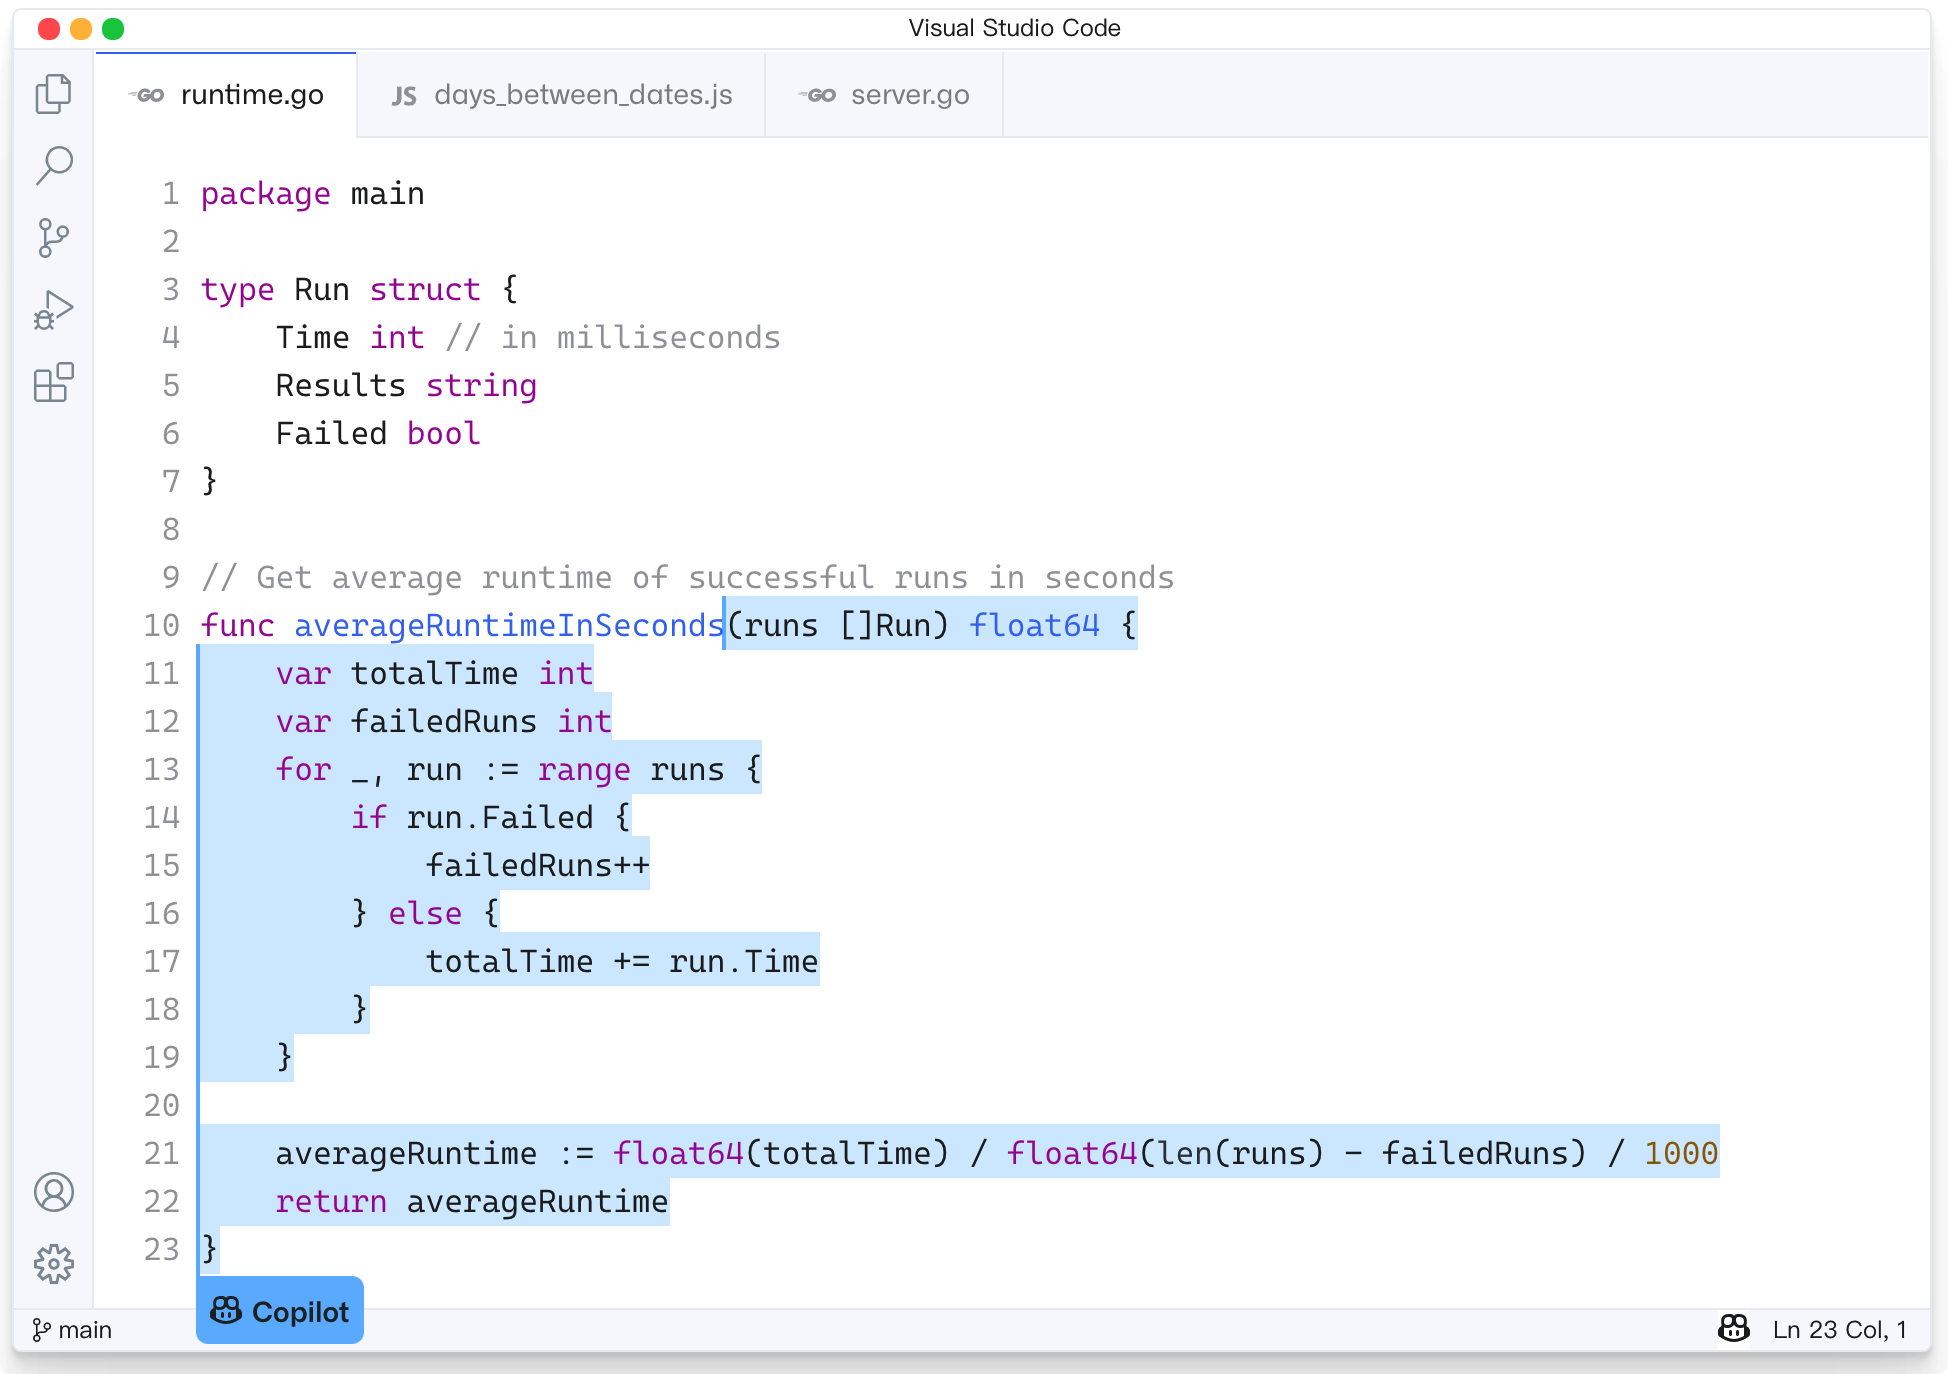 Visual Studio Code
GO runtime.go
JS days_between_dates.js
GO server.go
1 package main
2
3 type Run struct {
4     Time int // in milliseconds
5     Results string
6     Failed bool
7 }
8
9 // Get average runtime of successful runs in seconds
10 func averageRuntimeInSeconds(runs []Run) float64 {
11     var totalTime int
12     var failedRuns int
13     for _, run := range runs {
14         if run.Failed {
15             failedRuns++
16         } else {
17             totalTime += run.Time
18         }
19     }
20
21     averageRuntime := float64(totalTime) / float64(len(runs) - failedRuns) / 1000
22     return averageRuntime
23 }
Copilot
main
Ln 23 Col, 1